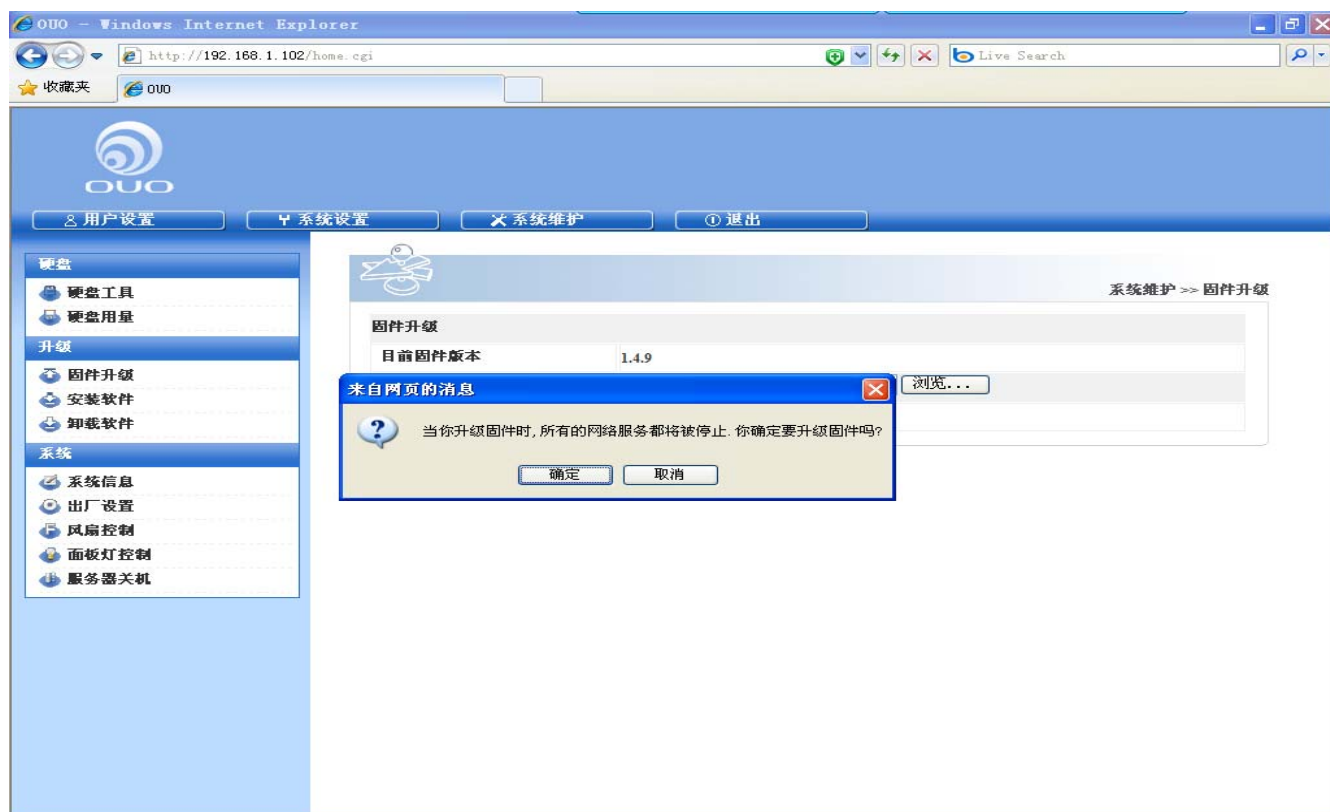 OUO - Windows Internet Explorer
http://192.168.1.102/home.cgi
Live Search
收藏夹
OUO
OUO
用户设置
系统设置
系统维护
退出
硬盘
硬盘工具
硬盘用量
升级
固件升级
安装软件
卸载软件
系统
系统信息
出厂设置
风扇控制
面板灯控制
服务器关机
系统维护 >> 固件升级
固件升级
目前固件版本 1.4.9
浏览...
来自网页的消息
当你升级固件时, 所有的网络服务都将被停止. 你确定要升级固件吗?
确定 取消